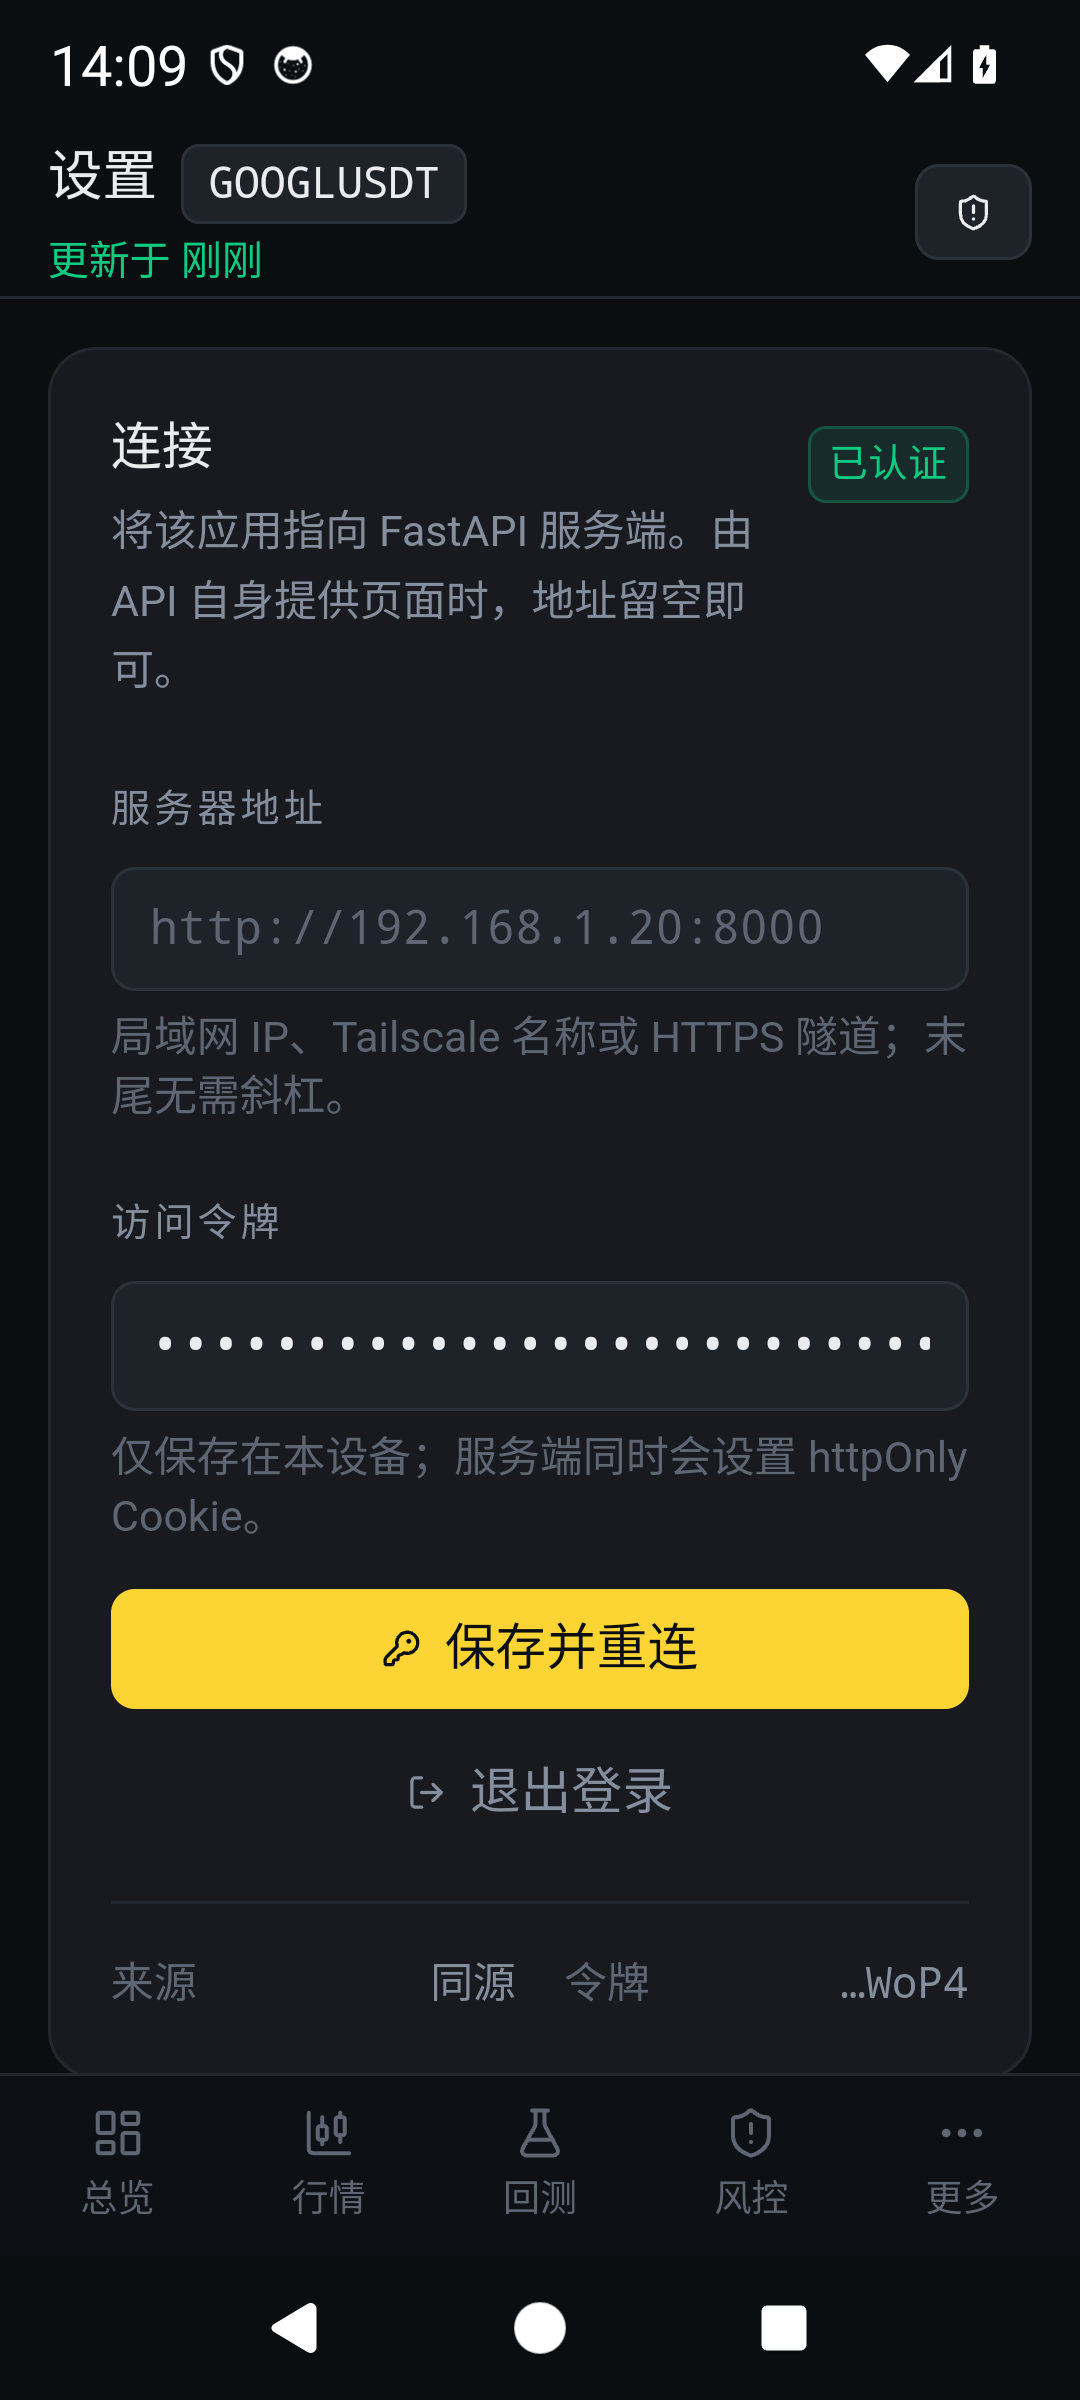 14:09
设置
GOOGLUSDT
更新于 刚刚
连接
已认证
将该应用指向 FastAPI 服务端。由
API 自身提供页面时，地址留空即
可。
服务器地址
http://192.168.1.20:8000
局域网 IP、Tailscale 名称或 HTTPS 隧道；末
尾无需斜杠。
访问令牌
••••••••••••••••••••••••••
仅保存在本设备；服务端同时会设置 httpOnly
Cookie。
保存并重连
退出登录
来源 同源 令牌 …WoP4
总览 行情 回测 风控 更多